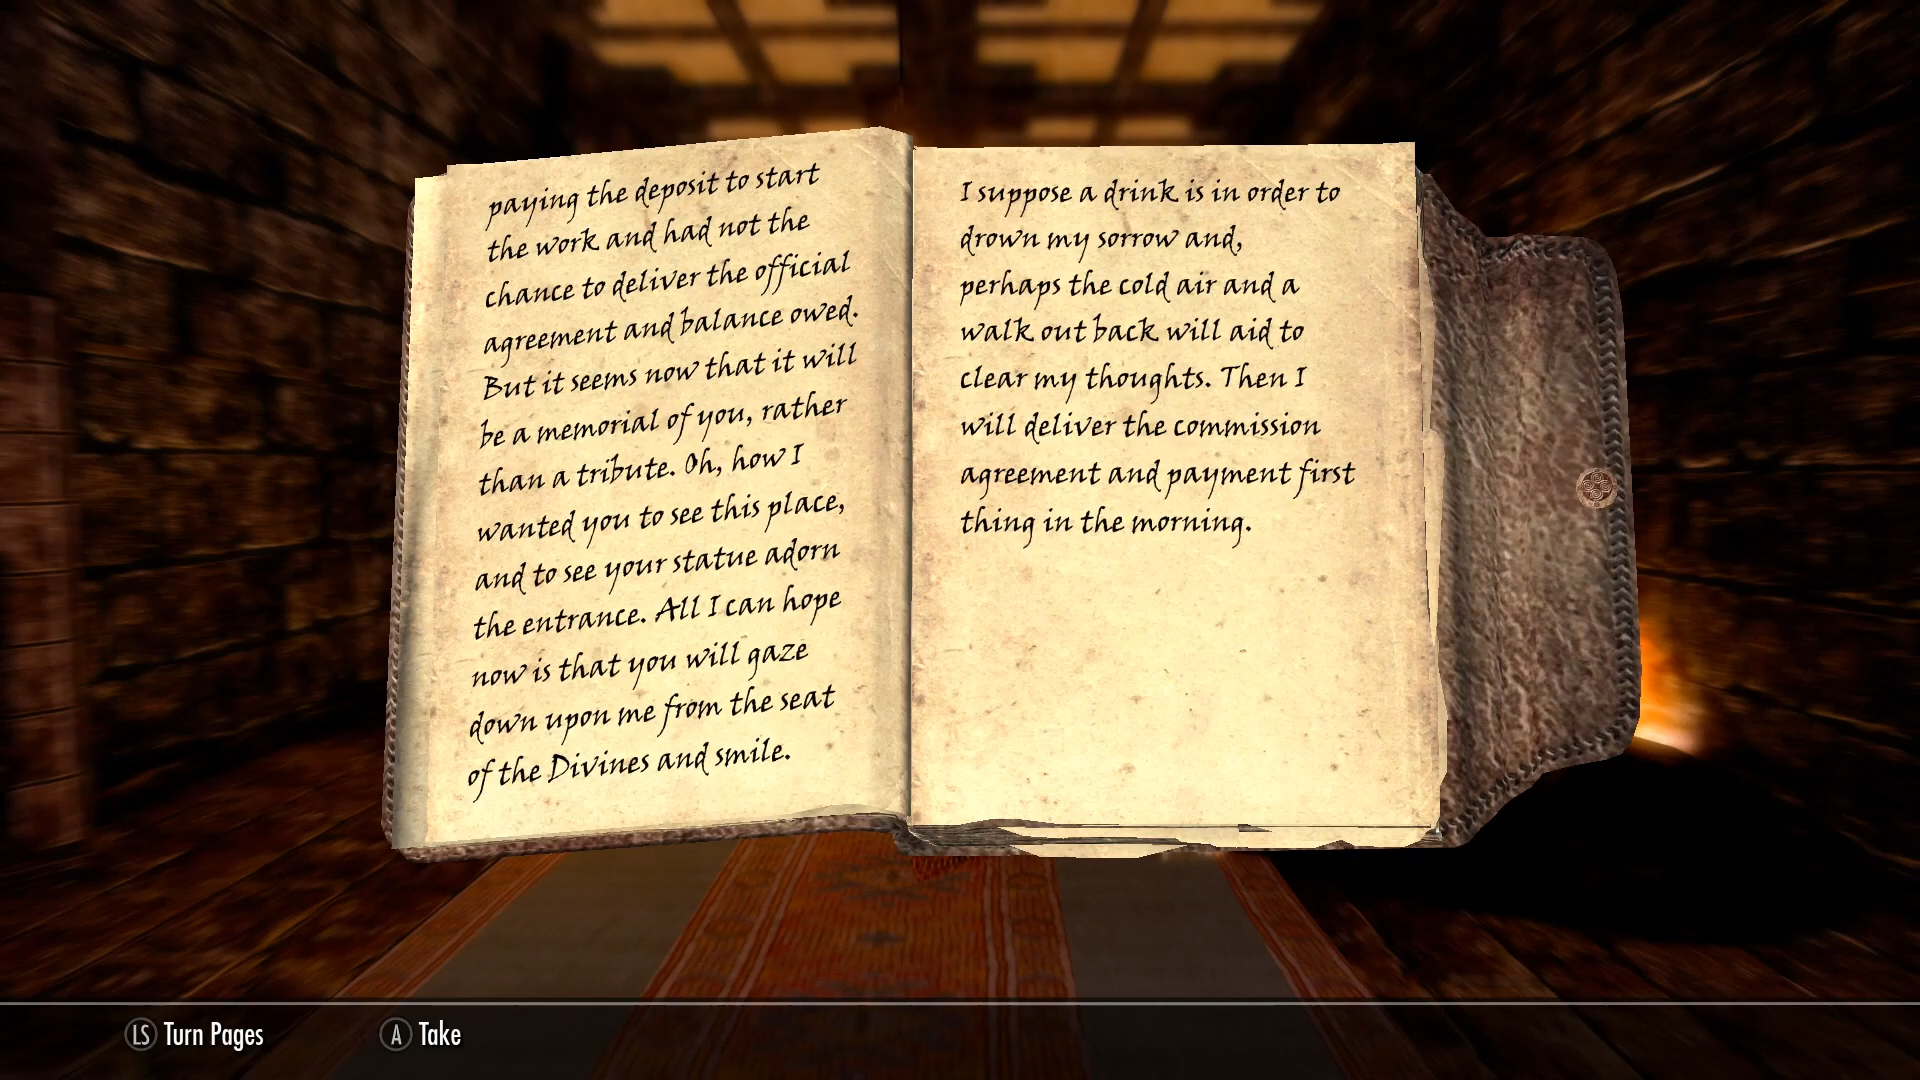 paying the deposit to start
the work and had not the
chance to deliver the official
agreement and balance owed.
But it seems now that it will
be a memorial of you, rather
than a tribute. Oh, how I
wanted you to see this place,
and to see your statue adorn
the entrance. All I can hope
now is that you will gaze
down upon me from the seat
of the Divines and smile.
I suppose a drink is in order to
drown my sorrow and,
perhaps the cold air and a
walk out back will aid to
clear my thoughts. Then I
will deliver the commission
agreement and payment first
thing in the morning.
LS Turn Pages
A Take